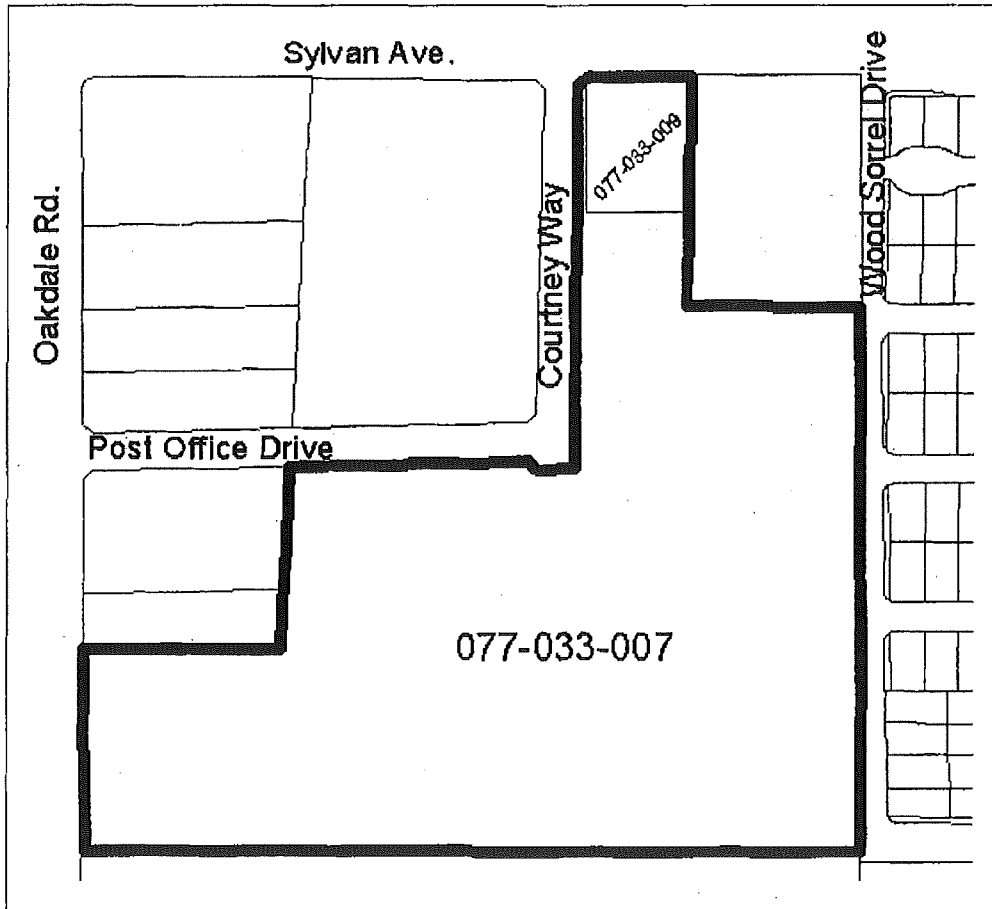 Sylvan Ave.
Oakdale Rd.
Courtney Way
077-033-009
Wood Sorrel Drive
Post Office Drive
077-033-007